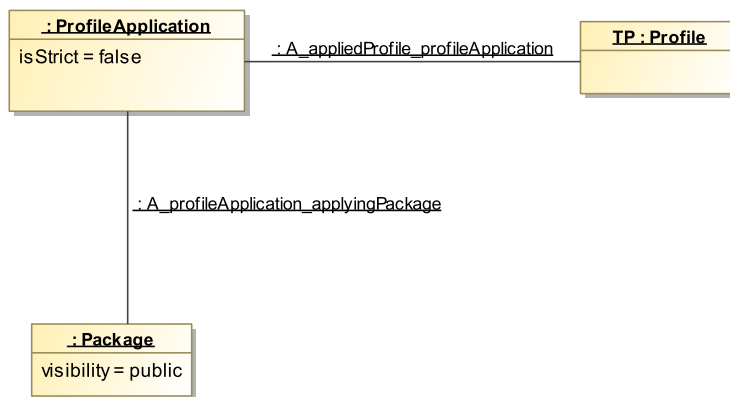 : ProfileApplication
isStrict = false
: A_appliedProfile_profileApplication
TP : Profile
: A_profileApplication_applyingPackage
: Package
visibility = public